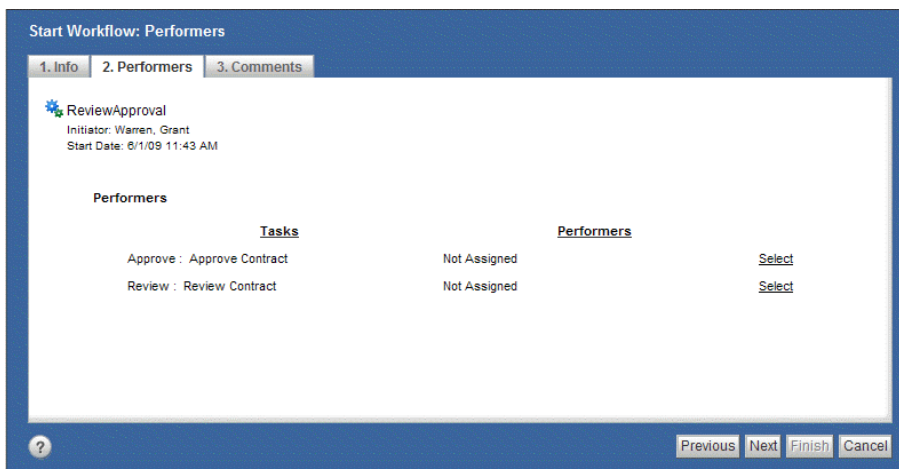 Start Workflow: Performers
1. Info 2. Performers 3. Comments
ReviewApproval
Initiator: Warren, Grant
Start Date: 6/1/09 11:43 AM
Performers
Tasks Performers
Approve : Approve Contract Not Assigned Select
Review : Review Contract Not Assigned Select
? Previous Next Finish Cancel